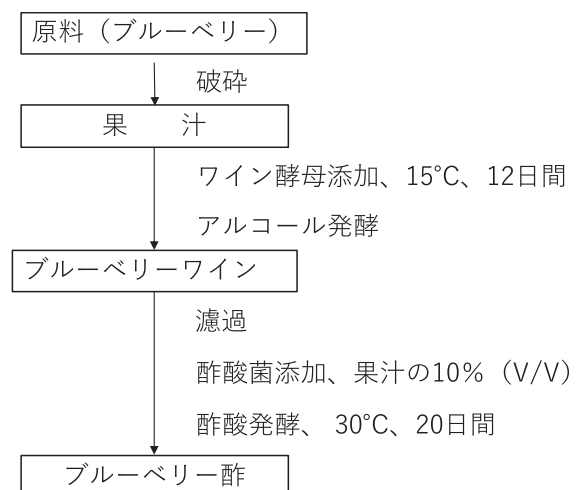 原料（ブルーベリー）
破砕
果　　汁
ワイン酵母添加、15℃、12日間
アルコール発酵
ブルーベリーワイン
濾過
酢酸菌添加、果汁の10％（V/V）
酢酸発酵、 30℃、20日間
ブルーベリー酢